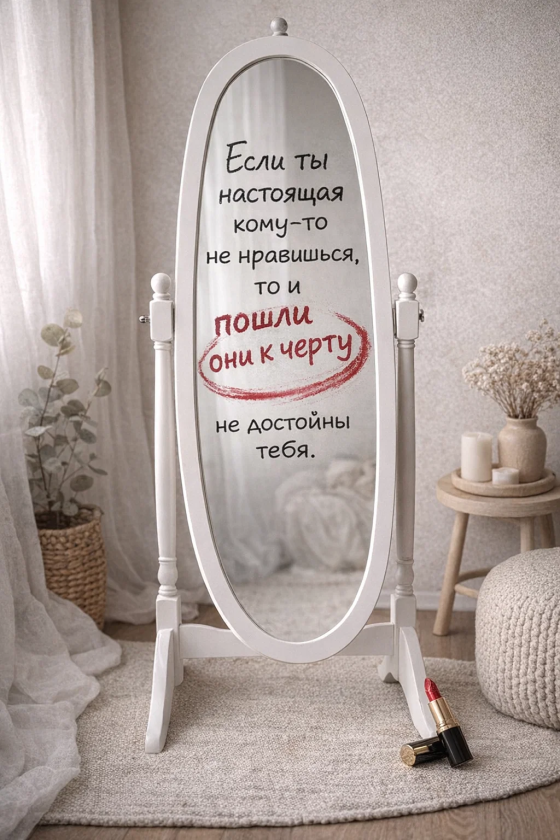 Если ты
настоящая
кому-то
не нравишься,
то и
пошли
они к черту
не достойны
тебя.